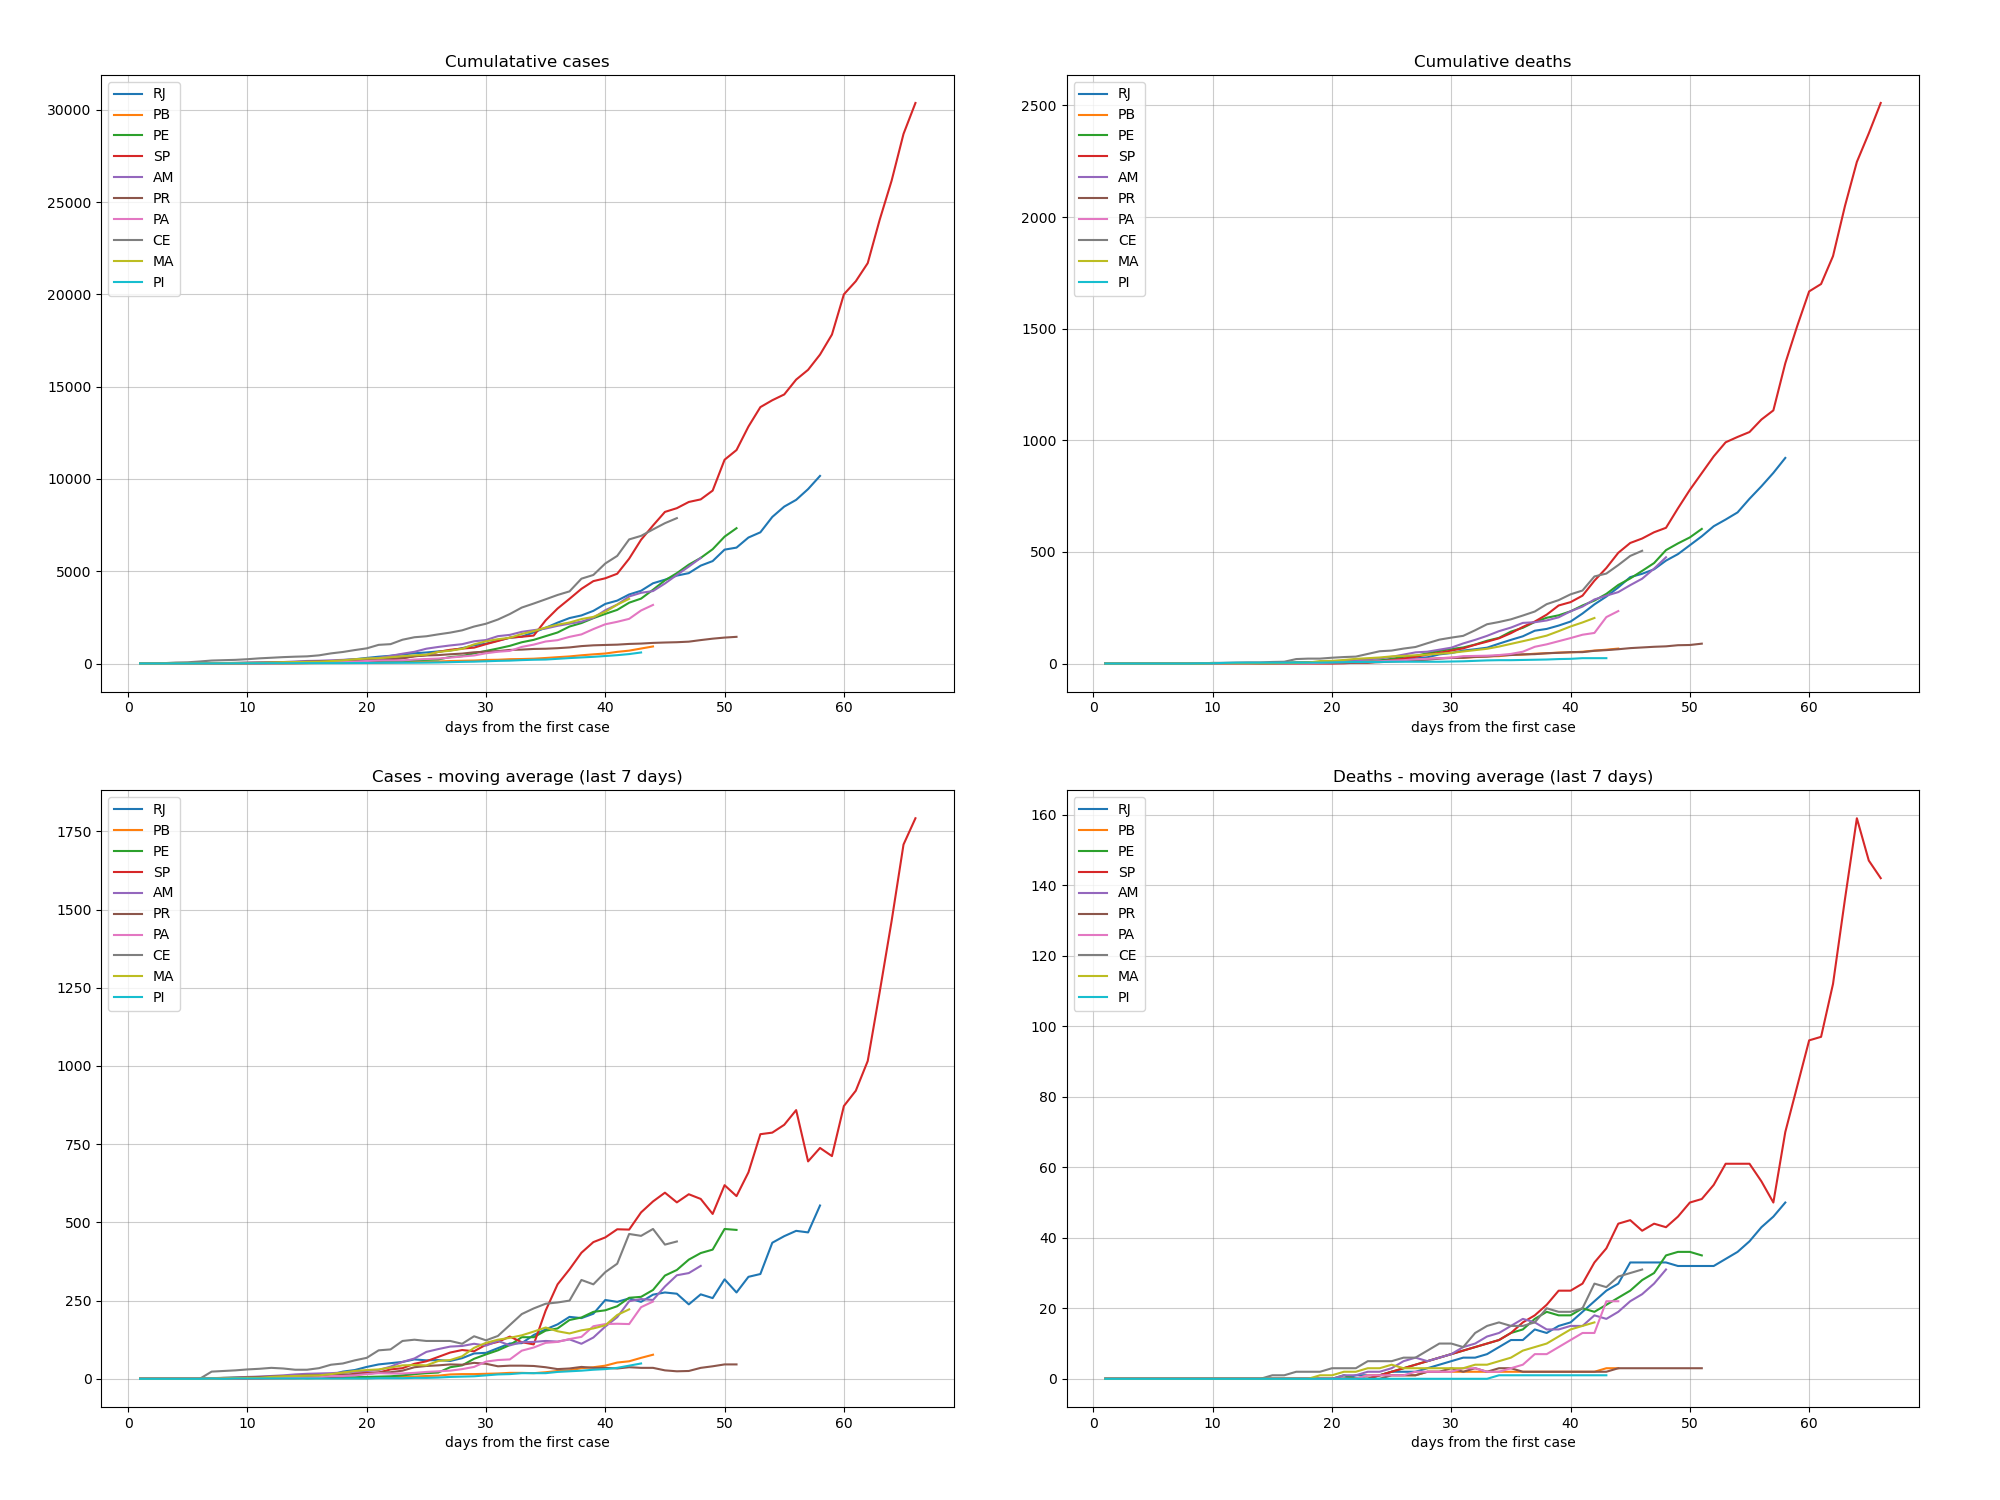 Cumulatative cases
30000
25000
20000
15000
10000
5000
0
RJ
PB
PE
SP
AM
PR
PA
CE
MA
PI
0 10 20 30 40 50 60
days from the first case
Cumulative deaths
2500
2000
1500
1000
500
0
RJ
PB
PE
SP
AM
PR
PA
CE
MA
PI
0 10 20 30 40 50 60
days from the first case
Cases - moving average (last 7 days)
1750
1500
1250
1000
750
500
250
0
RJ
PB
PE
SP
AM
PR
PA
CE
MA
PI
0 10 20 30 40 50 60
days from the first case
Deaths - moving average (last 7 days)
160
140
120
100
80
60
40
20
0
RJ
PB
PE
SP
AM
PR
PA
CE
MA
PI
0 10 20 30 40 50 60
days from the first case